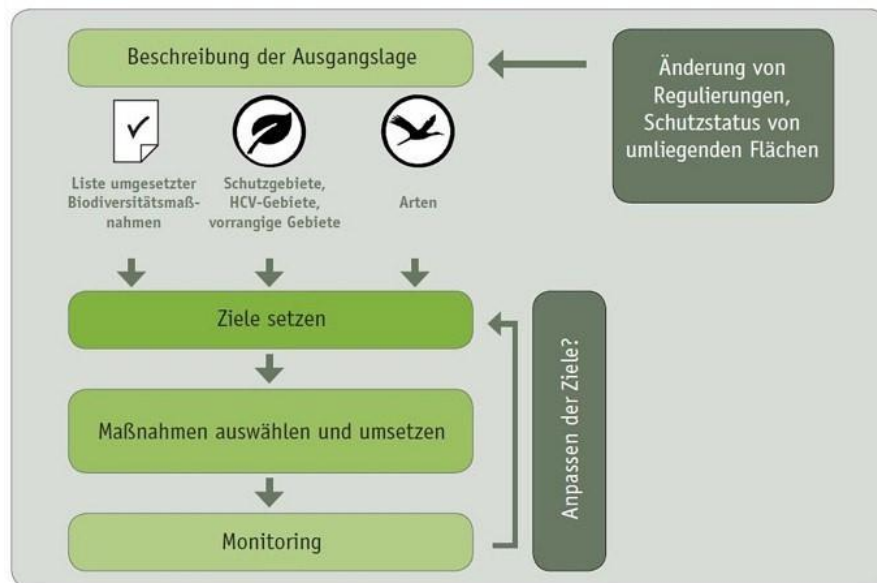 Beschreibung der Ausgangslage
Änderung von
Regulierungen,
Schutzstatus von
umliegenden Flächen
Liste umgesetzter
Biodiversitätsmaß-
nahmen
Schutzgebiete,
HCV-Gebiete,
vorrangige Gebiete
Arten
Ziele setzen
Maßnahmen auswählen und umsetzen
Monitoring
Anpassen der Ziele?